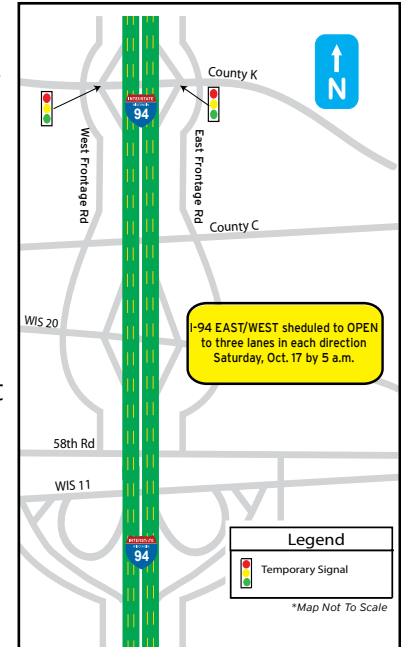 County K
N
INTERSTATE
WISCONSIN
94
West Frontage Rd
East Frontage Rd
County C
WIS 20
I-94 EAST/WEST sheduled to OPEN
to three lanes in each direction
Saturday, Oct. 17 by 5 a.m.
58th Rd
WIS 11
INTERSTATE
WISCONSIN
94
Legend
Temporary Signal
*Map Not To Scale